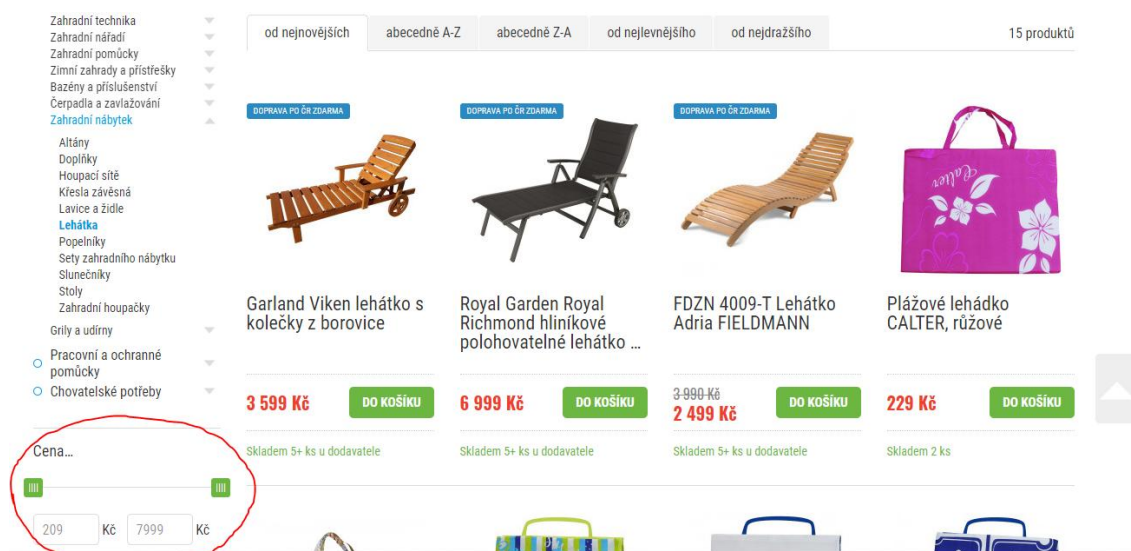 Zahradní technika
Zahradní nářadí
Zahradní pomůcky
Zimní zahrady a přístřešky
Bazény a příslušenství
Čerpadla a zavlažování
Zahradní nábytek
Altány
Doplňky
Houpací sítě
Křesla závěsná
Lavice a židle
Lehátka
Popelníky
Sety zahradního nábytku
Slunečníky
Stoly
Zahradní houpačky
Grily a udírny
Pracovní a ochranné
pomůcky
Chovatelské potřeby
Cena...
209 Kč 7999 Kč
od nejnovějších abecedně A-Z abecedně Z-A od nejlevnějšího od nejdražšího 15 produktů
DOPRAVA PO ČR ZDARMA
Garland Viken lehátko s
kolečky z borovice
3 599 Kč DO KOŠÍKU
Skladem 5+ ks u dodavatele
DOPRAVA PO ČR ZDARMA
Royal Garden Royal
Richmond hliníkové
polohovatelné lehátko ...
6 999 Kč DO KOŠÍKU
Skladem 5+ ks u dodavatele
DOPRAVA PO ČR ZDARMA
FDZN 4009-T Lehátko
Adria FIELDMANN
3 990 Kč
2 499 Kč DO KOŠÍKU
Skladem 5+ ks u dodavatele
Calter
Plážové lehádko
CALTER, růžové
229 Kč DO KOŠÍKU
Skladem 2 ks